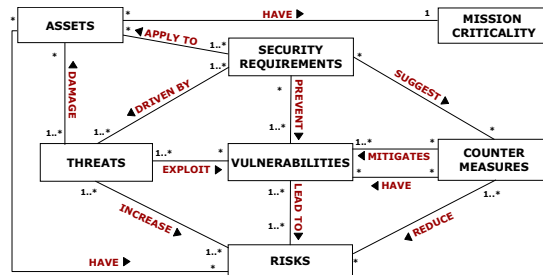 * HAVE 1
* ASSETS * MISSION
CRITICALITY
APPLY TO
1..* SECURITY
REQUIREMENTS *
1..*
* DAMAGE
DRIVEN BY
* PREVENT
SUGGEST
1..* 1..* 1..* *
THREATS 1..* * VULNERABILITIES 1..* * COUNTER
MEASURES
EXPLOIT MITIGATES
* *
HAVE
1..* 1..* 1..*
INCREASE LEAD TO REDUCE
1..* 1..*
HAVE * RISKS *